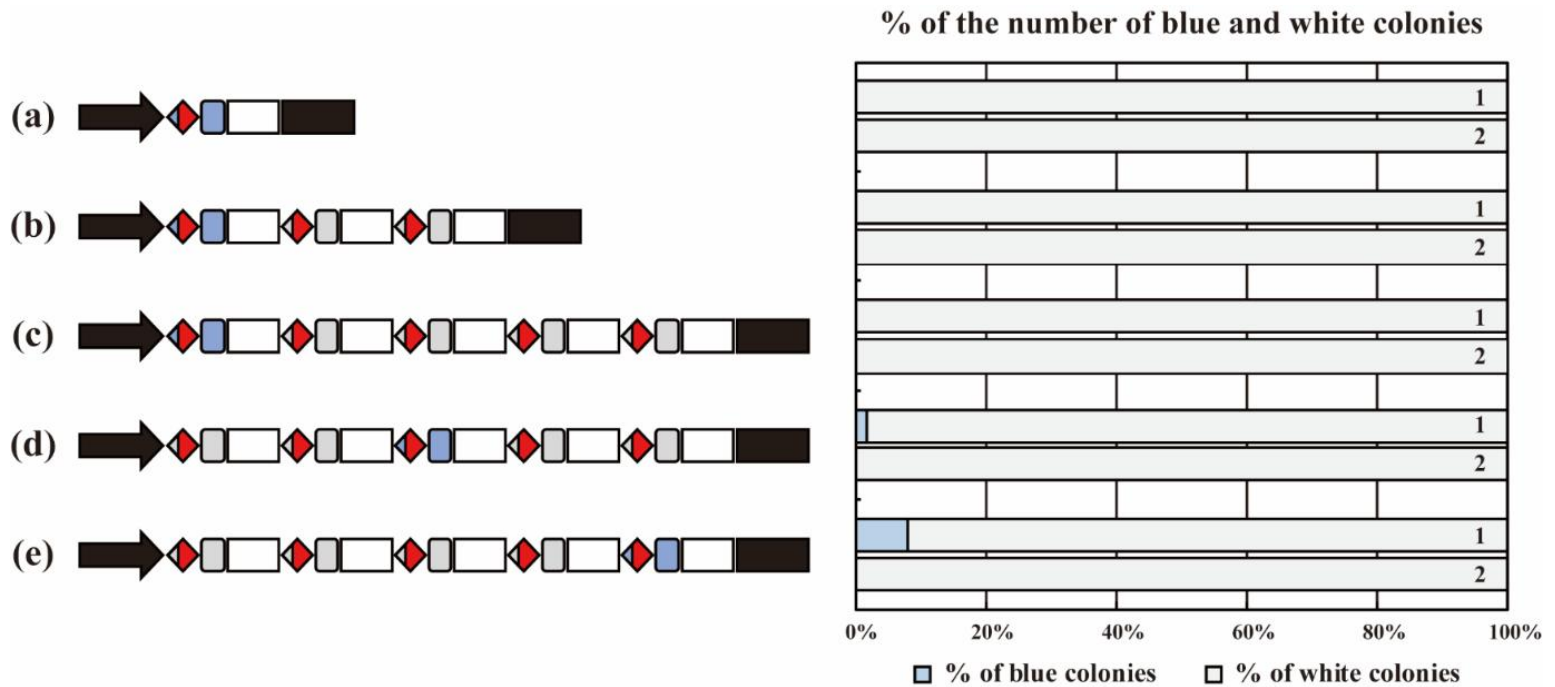 % of the number of blue and white colonies
(a)
1
2
(b)
1
2
(c)
1
2
(d)
1
2
(e)
1
2
0% 20% 40% 60% 80% 100%
% of blue colonies % of white colonies